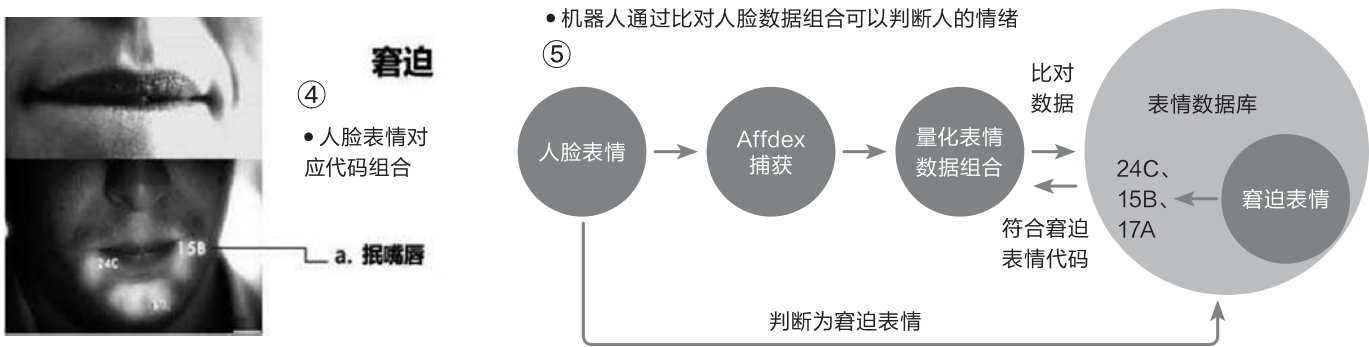 窘迫
④
• 人脸表情对
应代码组合
15B
24C
a. 抿嘴唇
• 机器人通过比对人脸数据组合可以判断人的情绪
⑤
人脸表情
Affdex
捕获
量化表情
数据组合
比对
数据
符合窘迫
表情代码
表情数据库
24C、
15B、
17A
窘迫表情
判断为窘迫表情